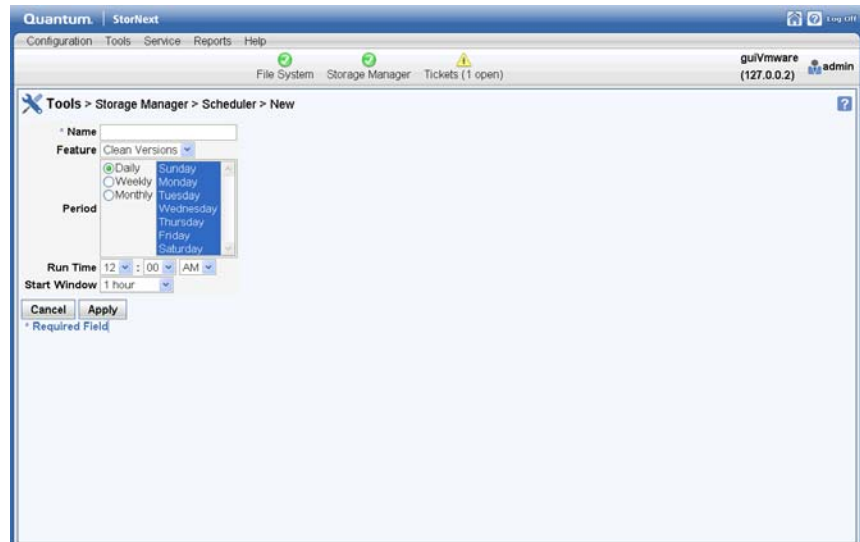 Quantum. StorNext Log Off
Configuration Tools Service Reports Help
File System Storage Manager Tickets (1 open)
guiVmware
(127.0.0.2)
admin
Tools > Storage Manager > Scheduler > New
* Name
Feature Clean Versions
Period
Daily
Weekly
Monthly
Sunday
Monday
Tuesday
Wednesday
Thursday
Friday
Saturday
Run Time 12 : 00 AM
Start Window 1 hour
Cancel Apply
* Required Field